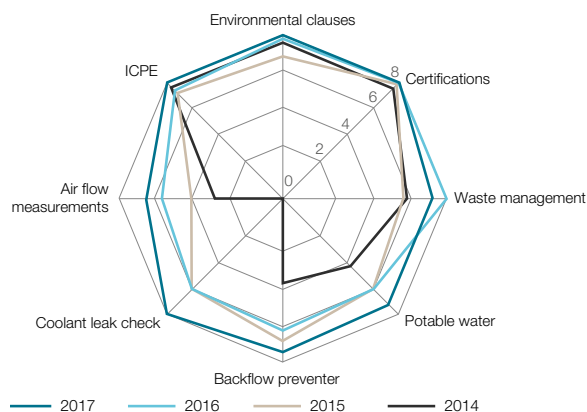 Environmental clauses
ICPE
8
Certifications
6
4
2
0
Air flow
measurements
Waste management
Coolant leak check
Potable water
Backflow preventer
2017
2016
2015
2014